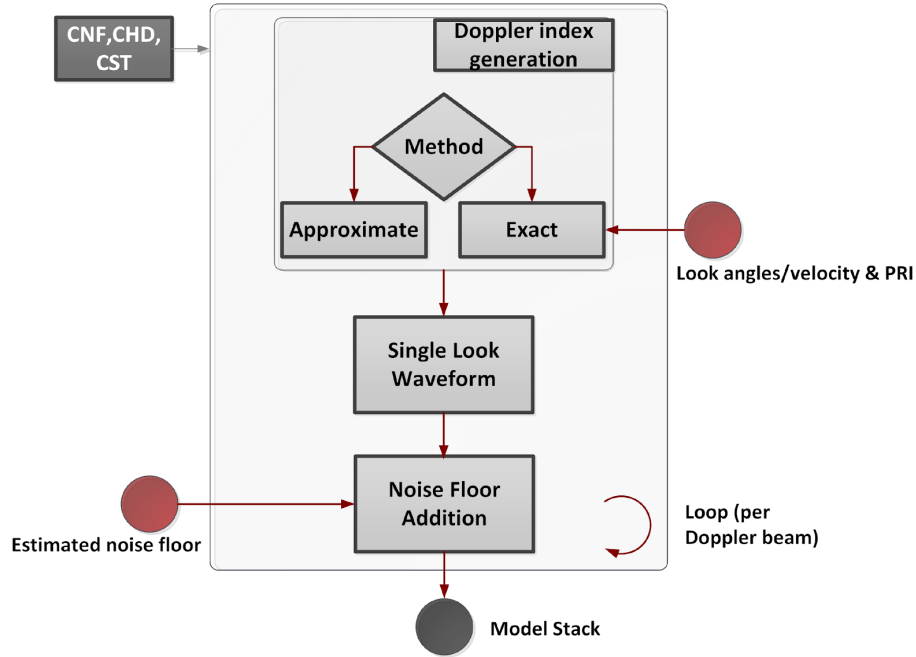 CNF,CHD,
CST
Doppler index
generation
Method
Approximate
Exact
Look angles/velocity & PRI
Single Look
Waveform
Noise Floor
Addition
Estimated noise floor
Loop (per
Doppler beam)
Model Stack